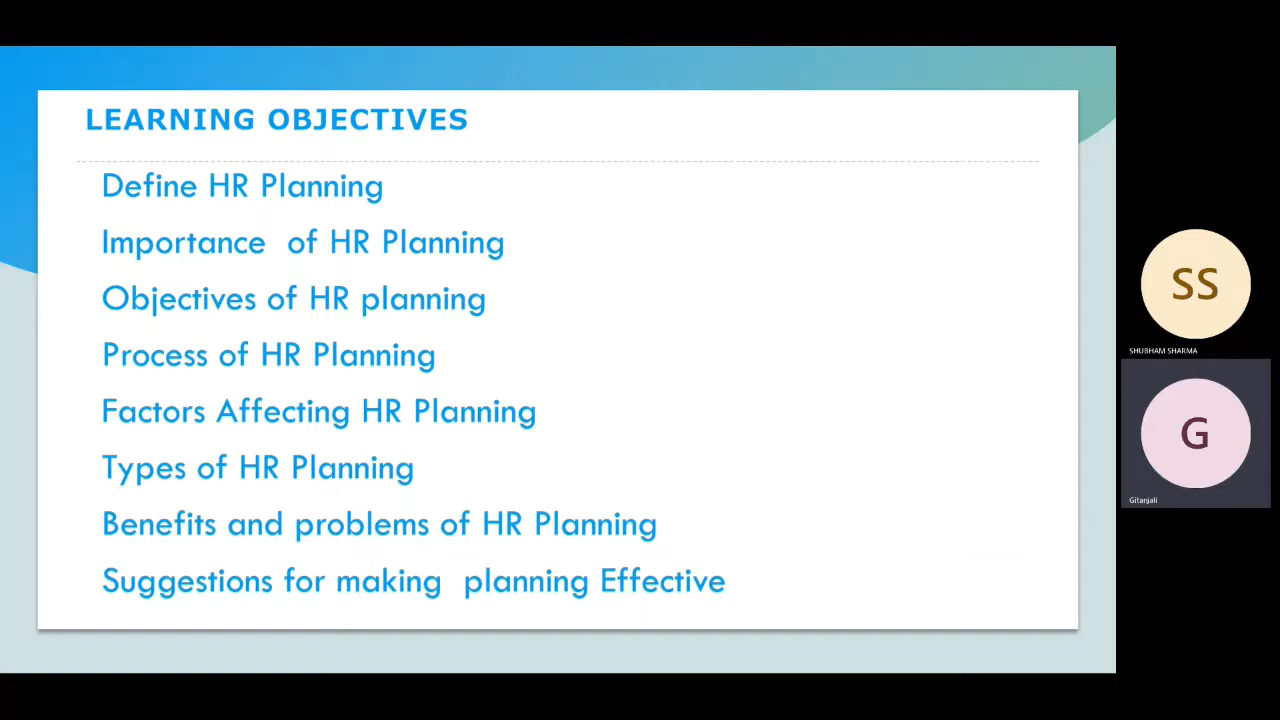 LEARNING OBJECTIVES
Define HR Planning
Importance  of HR Planning
Objectives of HR planning
Process of HR Planning
Factors Affecting HR Planning
Types of HR Planning
Benefits and problems of HR Planning
Suggestions for making  planning Effective
SS
SHUBHAM SHARMA
G
Gitanjali